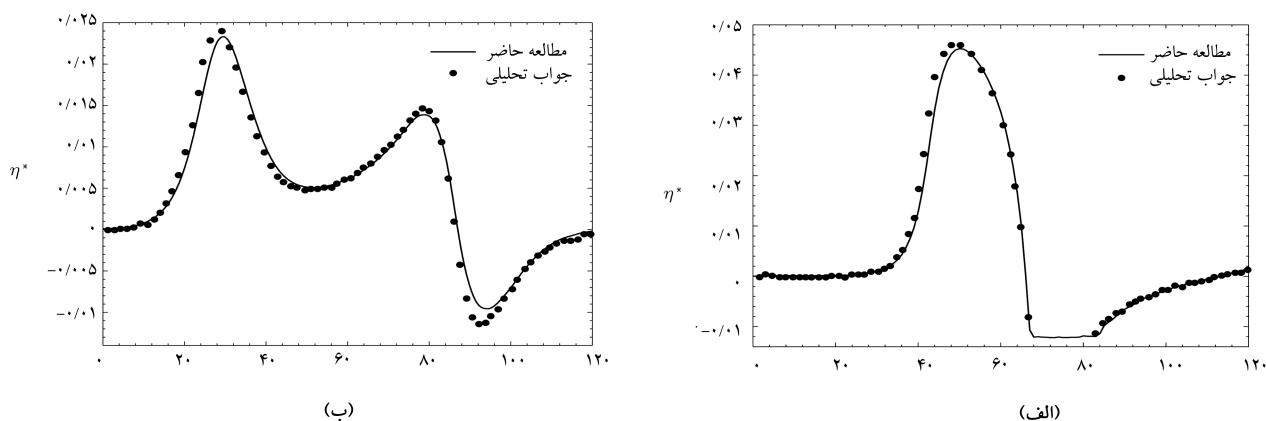 ۰/۰۵
مطالعه حاضر
جواب تحلیلی
۰/۰۴
۰/۰۳
۰/۰۲
۰/۰۱
۰
-۰/۰۱
η*
۰ ۲۰ ۴۰ ۶۰ ۸۰ ۱۰۰ ۱۲۰
(الف)
۰/۰۲۵
مطالعه حاضر
جواب تحلیلی
۰/۰۲
۰/۰۱۵
۰/۰۱
۰/۰۰۵
۰
-۰/۰۰۵
-۰/۰۱
η*
۰ ۲۰ ۴۰ ۶۰ ۸۰ ۱۰۰ ۱۲۰
(ب)